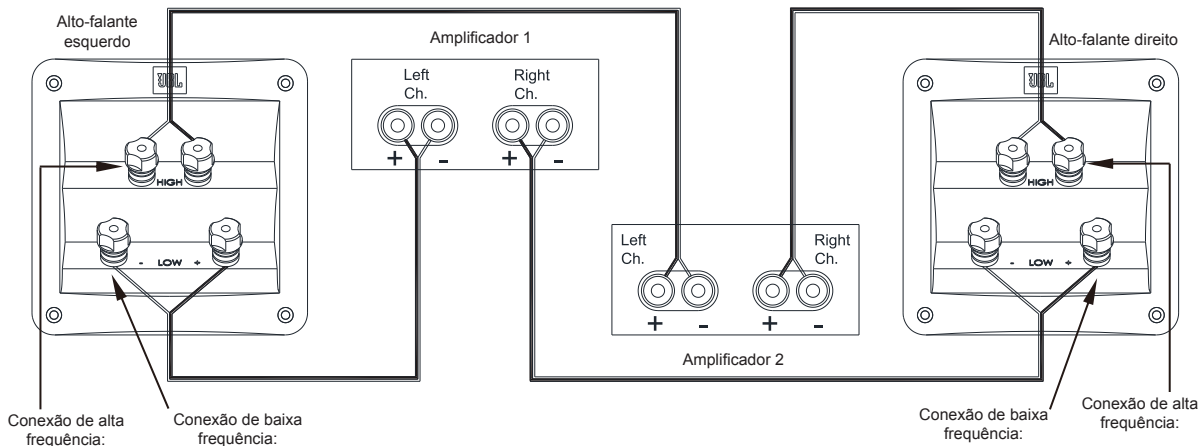 Alto-falante
esquerdo
Amplificador 1
Alto-falante direito
JBL
Left
Ch.
Right
Ch.
JBL
+ -
+ -
HIGH
HIGH
Left
Ch.
Right
Ch.
- LOW +
- LOW +
+ -
+ -
Amplificador 2
Conexão de alta
frequência:
Conexão de baixa
frequência:
Conexão de baixa
frequência:
Conexão de alta
frequência: